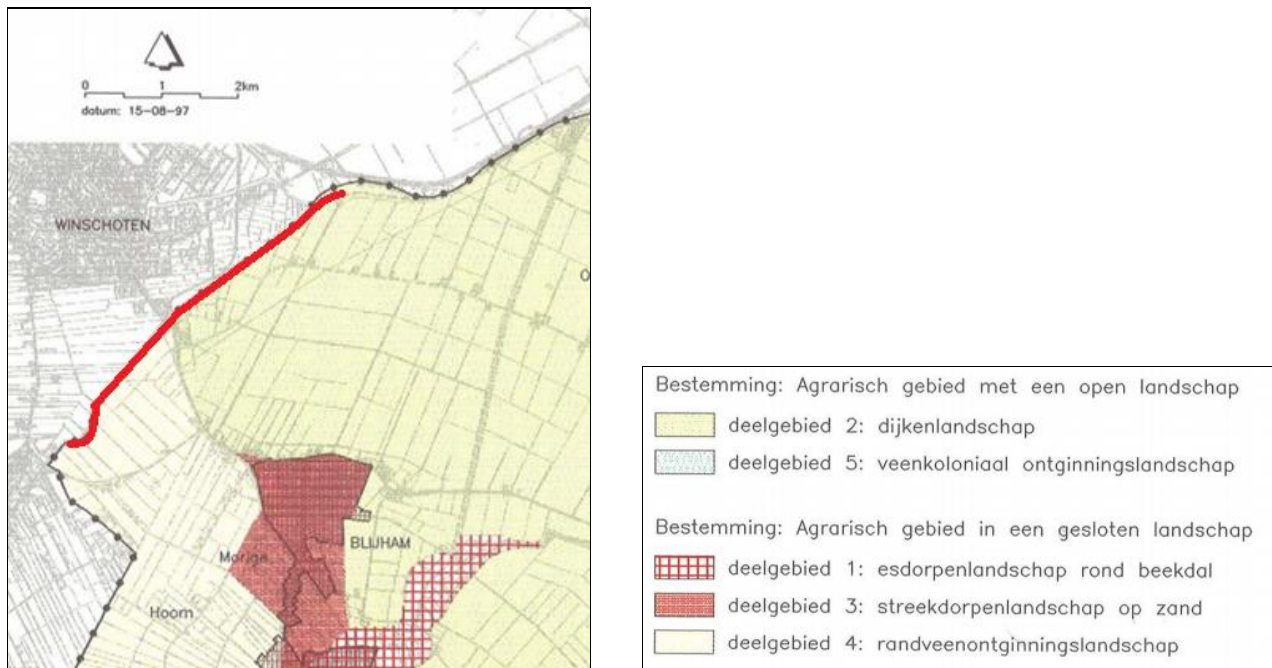 0 1 2km
datum: 15-08-97
WINSCHOTEN
O
BLIJHAM
Morige
Hoorn
Bestemming: Agrarisch gebied met een open landschap
deelgebied 2: dijkenlandschap
deelgebied 5: veenkoloniaal ontginningslandschap
Bestemming: Agrarisch gebied in een gesloten landschap
deelgebied 1: esdorpenlandschap rond beekdal
deelgebied 3: streekdorpenlandschap op zand
deelgebied 4: randveenontginningslandschap